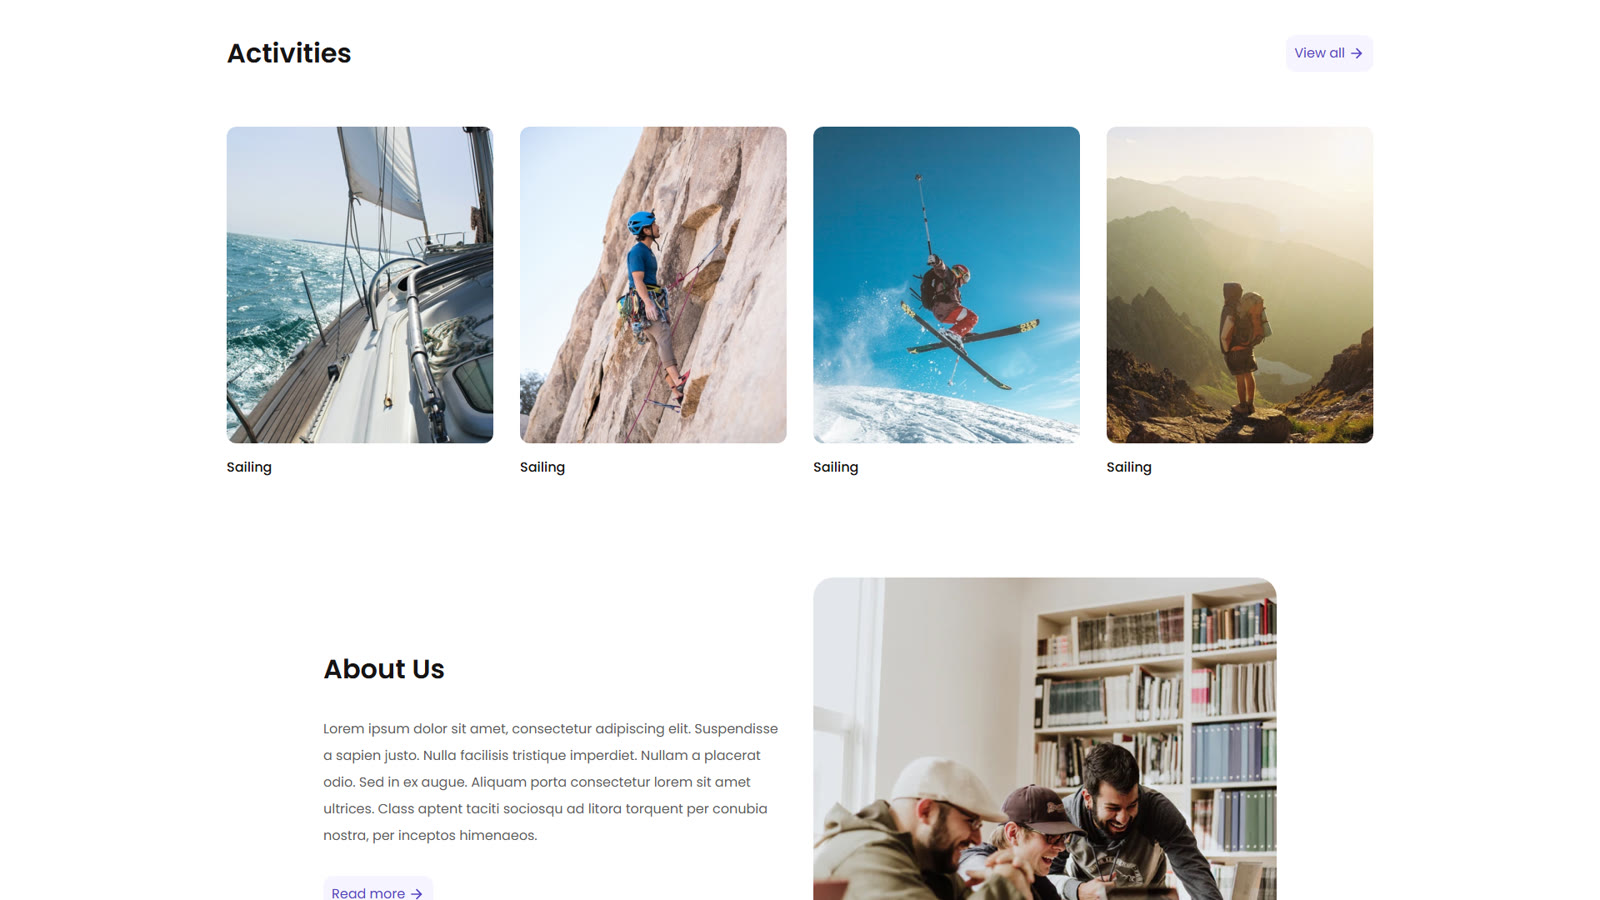 Activities
View all
Sailing
Sailing
Sailing
Sailing
About Us
Lorem ipsum dolor sit amet, consectetur adipiscing elit. Suspendisse
a sapien justo. Nulla facilisis tristique imperdiet. Nullam a placerat
odio. Sed in ex augue. Aliquam porta consectetur lorem sit amet
ultrices. Class aptent taciti sociosqu ad litora torquent per conubia
nostra, per inceptos himenaeos.
Read more